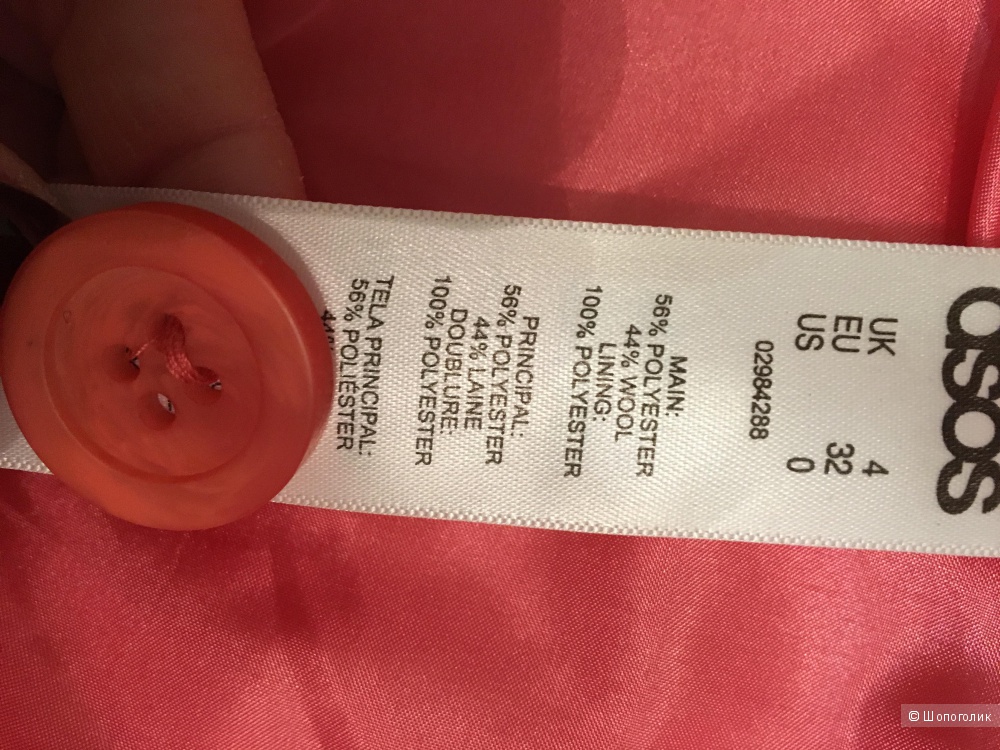 asos
UK 4
EU 32
US 0
02984288
MAIN:
56% POLYESTER
44% WOOL
LINING:
100% POLYESTER
PRINCIPAL:
56% POLYESTER
44% LAINE
DOUBLURE:
100% POLYESTER
TELA PRINCIPAL:
56% POLIÉSTER
© Шопоголик